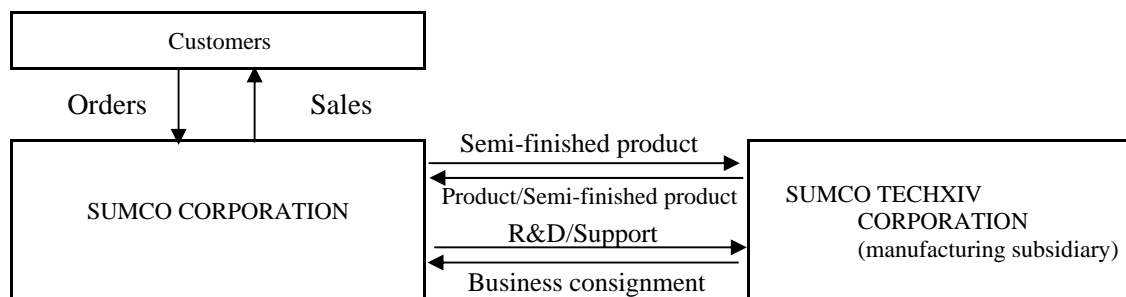 Customers
Orders
Sales
Semi-finished product
Product/Semi-finished product
SUMCO CORPORATION
R&D/Support
Business consignment
SUMCO TECHXIV
CORPORATION
(manufacturing subsidiary)